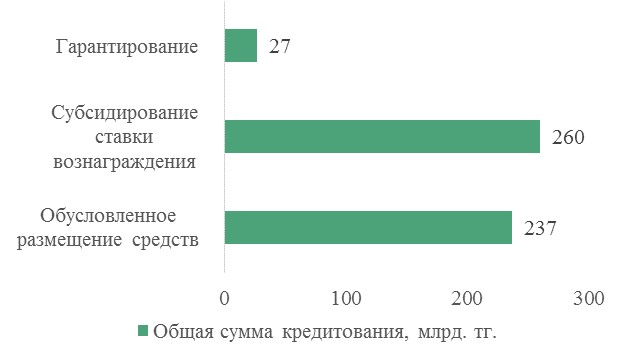 Гарантирование
27
Субсидирование
ставки
вознаграждения
260
Обусловленное
размещение средств
237
0 100 200 300
Общая сумма кредитования, млрд. тг.